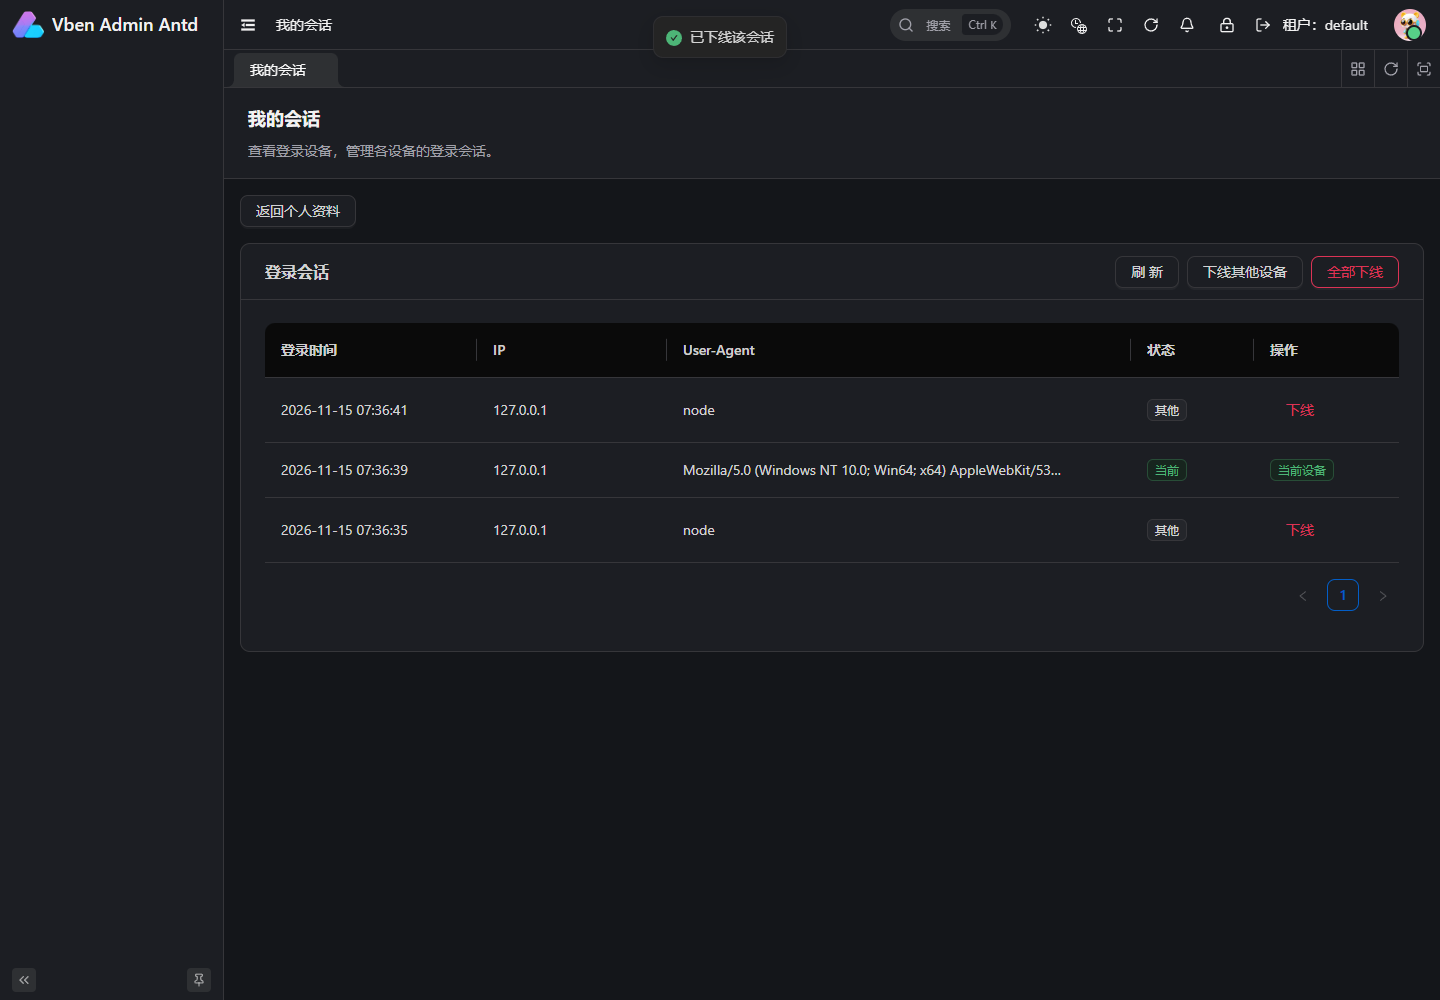 Vben Admin Antd
我的会话
已下线该会话
搜索 Ctrl K
租户：default
我的会话
我的会话
查看登录设备，管理各设备的登录会话。
返回个人资料
登录会话 刷 新 下线其他设备 全部下线
登录时间 IP User-Agent 状态 操作
2026-11-15 07:36:41 127.0.0.1 node 其他 下线
2026-11-15 07:36:39 127.0.0.1 Mozilla/5.0 (Windows NT 10.0; Win64; x64) AppleWebKit/53... 当前 当前设备
2026-11-15 07:36:35 127.0.0.1 node 其他 下线
1